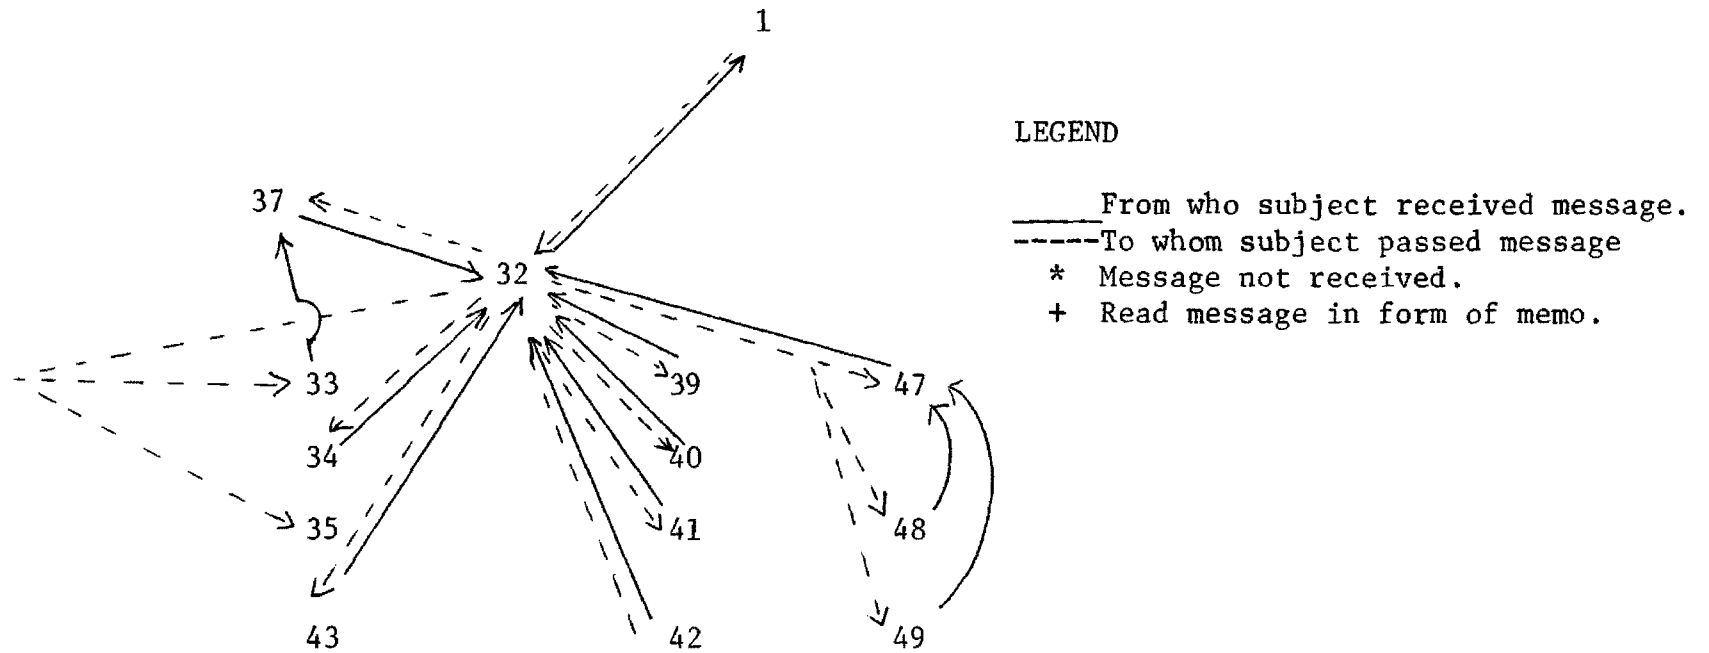 1
LEGEND
37
From who subject received message.
-----To whom subject passed message
32
* Message not received.
+ Read message in form of memo.
33
39
47
34
40
35
41
48
43
42
49